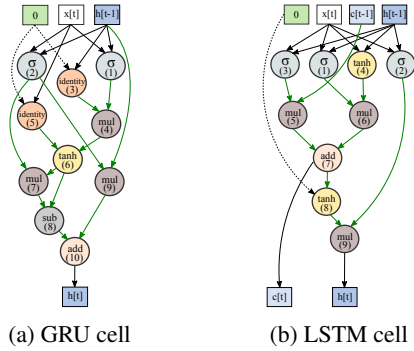 0 x[t] h[t-1]
σ (2)
identity (3)
σ (1)
identity (5)
mul (4)
tanh (6)
mul (7)
mul (9)
sub (8)
add (10)
h[t]
(a) GRU cell
0 x[t] c[t-1] h[t-1]
σ (3)
σ (1)
tanh (4)
σ (2)
mul (5)
mul (6)
add (7)
tanh (8)
mul (9)
c[t] h[t]
(b) LSTM cell